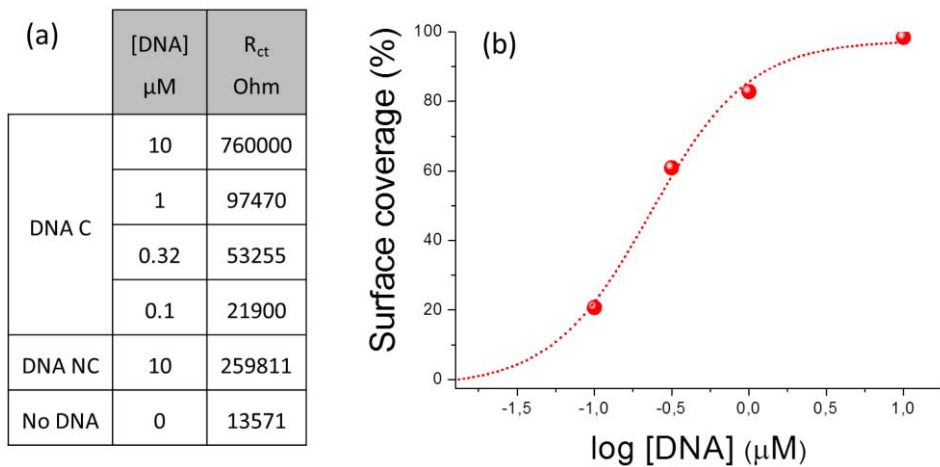 (a)
[DNA] R_ct
μM Ohm
DNA C
10 760000
1 97470
0.32 53255
0.1 21900
DNA NC 10 259811
No DNA 0 13571
(b)
Surface coverage (%)
100
80
60
40
20
0
-1,5 -1,0 -0,5 0,0 0,5 1,0
log [DNA] (μM)